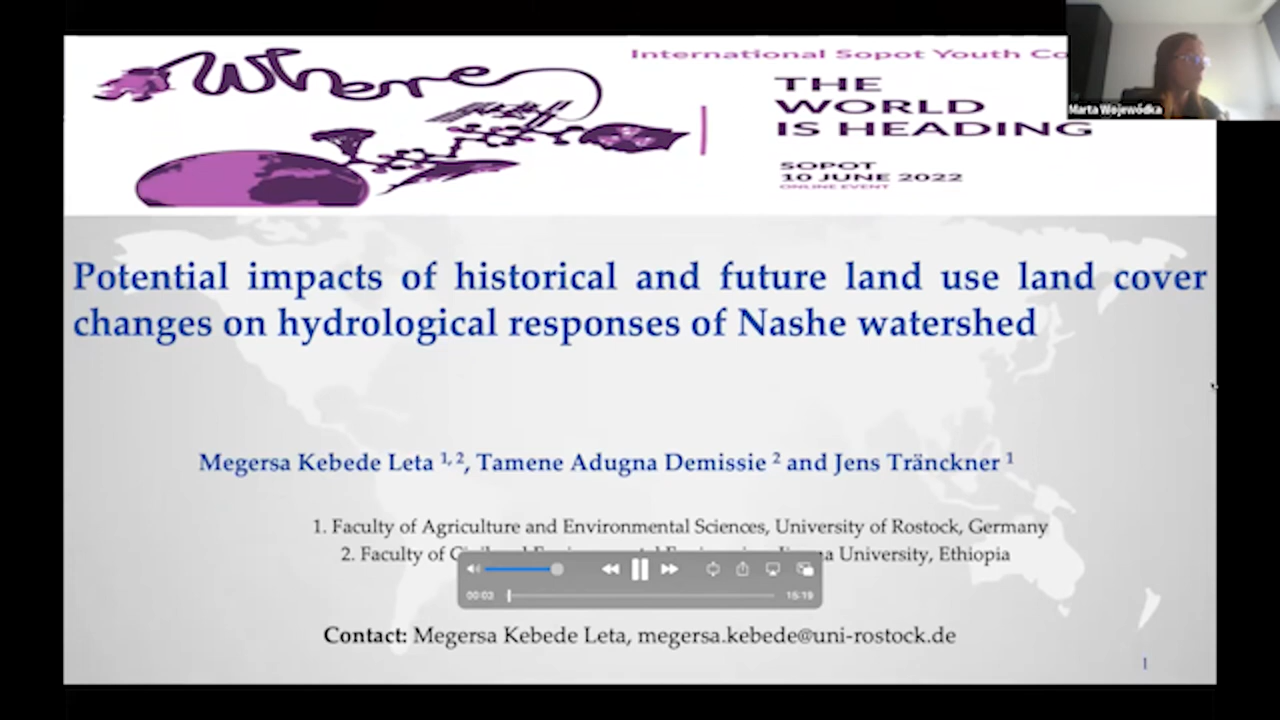 Where
International Sopot Youth Co
THE
WORLD
IS HEADING
SOPOT
10 JUNE 2022
ONLINE EVENT
Marta Wojewódka
Potential impacts of historical and future land use land cover
changes on hydrological responses of Nashe watershed
Megersa Kebede Leta 1, 2, Tamene Adugna Demissie 2 and Jens Tränckner 1
1. Faculty of Agriculture and Environmental Sciences, University of Rostock, Germany
2. Faculty of University, Ethiopia
00:03
15:19
Contact: Megersa Kebede Leta, megersa.kebede@uni-rostock.de
1